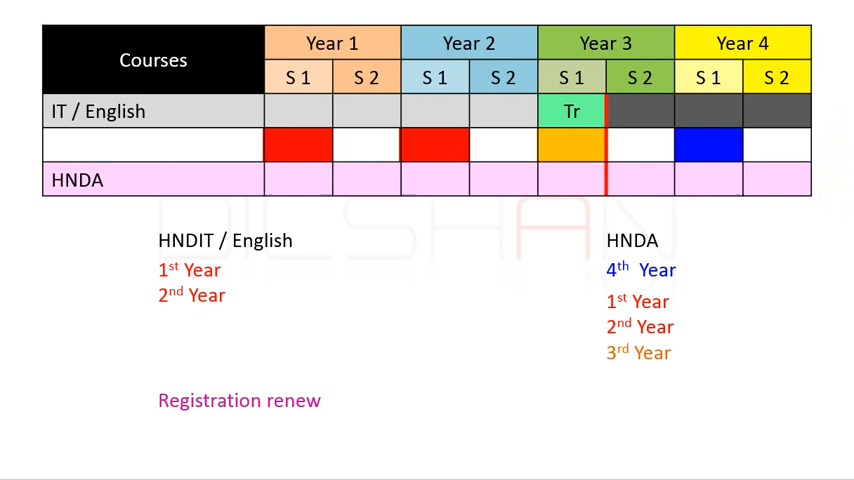 Courses
Year 1 Year 2 Year 3 Year 4
S 1 S 2 S 1 S 2 S 1 S 2 S 1 S 2
IT / English Tr
HNDA
DILSHAN
HNDIT / English
1st Year
2nd Year
HNDA
4th Year
1st Year
2nd Year
3rd Year
Registration renew